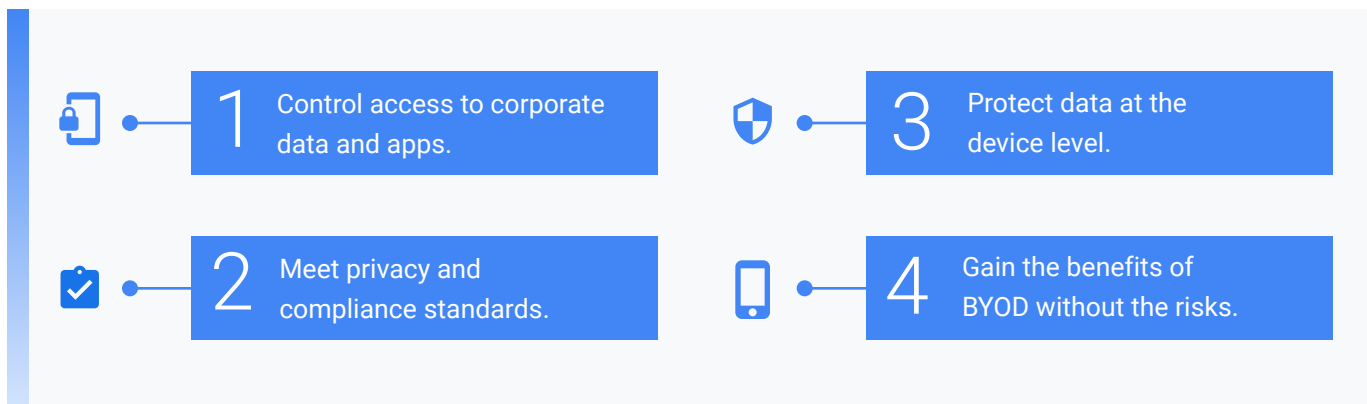 1
Control access to corporate
data and apps.
2
Meet privacy and
compliance standards.
3
Protect data at the
device level.
4
Gain the benefits of
BYOD without the risks.